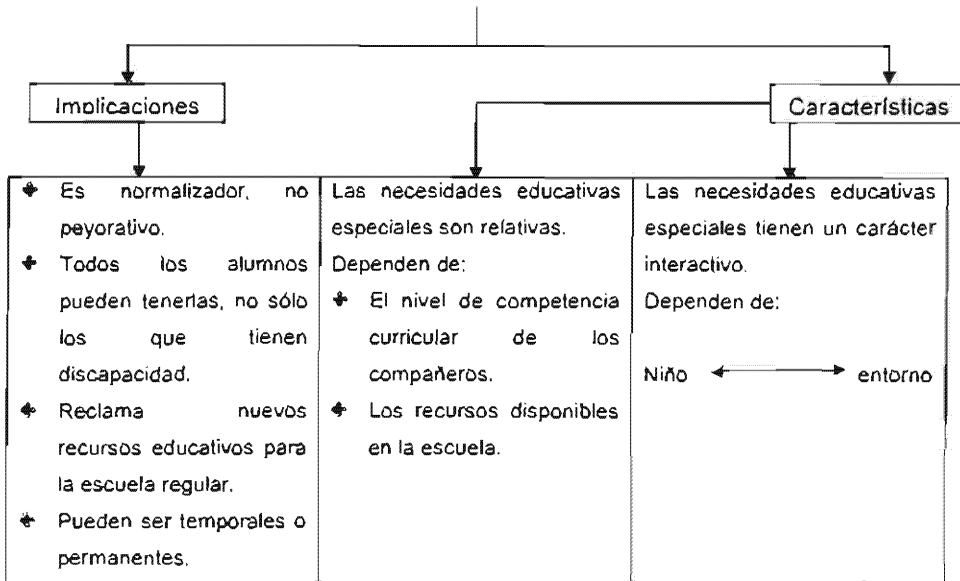 Implicaciones
Características
✦ Es normalizador, no
peyorativo.
✦ Todos los alumnos
pueden tenerlas, no sólo
los que tienen
discapacidad.
✦ Reclama nuevos
recursos educativos para
la escuela regular.
✦ Pueden ser temporales o
permanentes.
Las necesidades educativas
especiales son relativas.
Dependen de:
✦ El nivel de competencia
curricular de los
compañeros.
✦ Los recursos disponibles
en la escuela.
Las necesidades educativas
especiales tienen un carácter
interactivo.
Dependen de:
Niño ↔ entorno